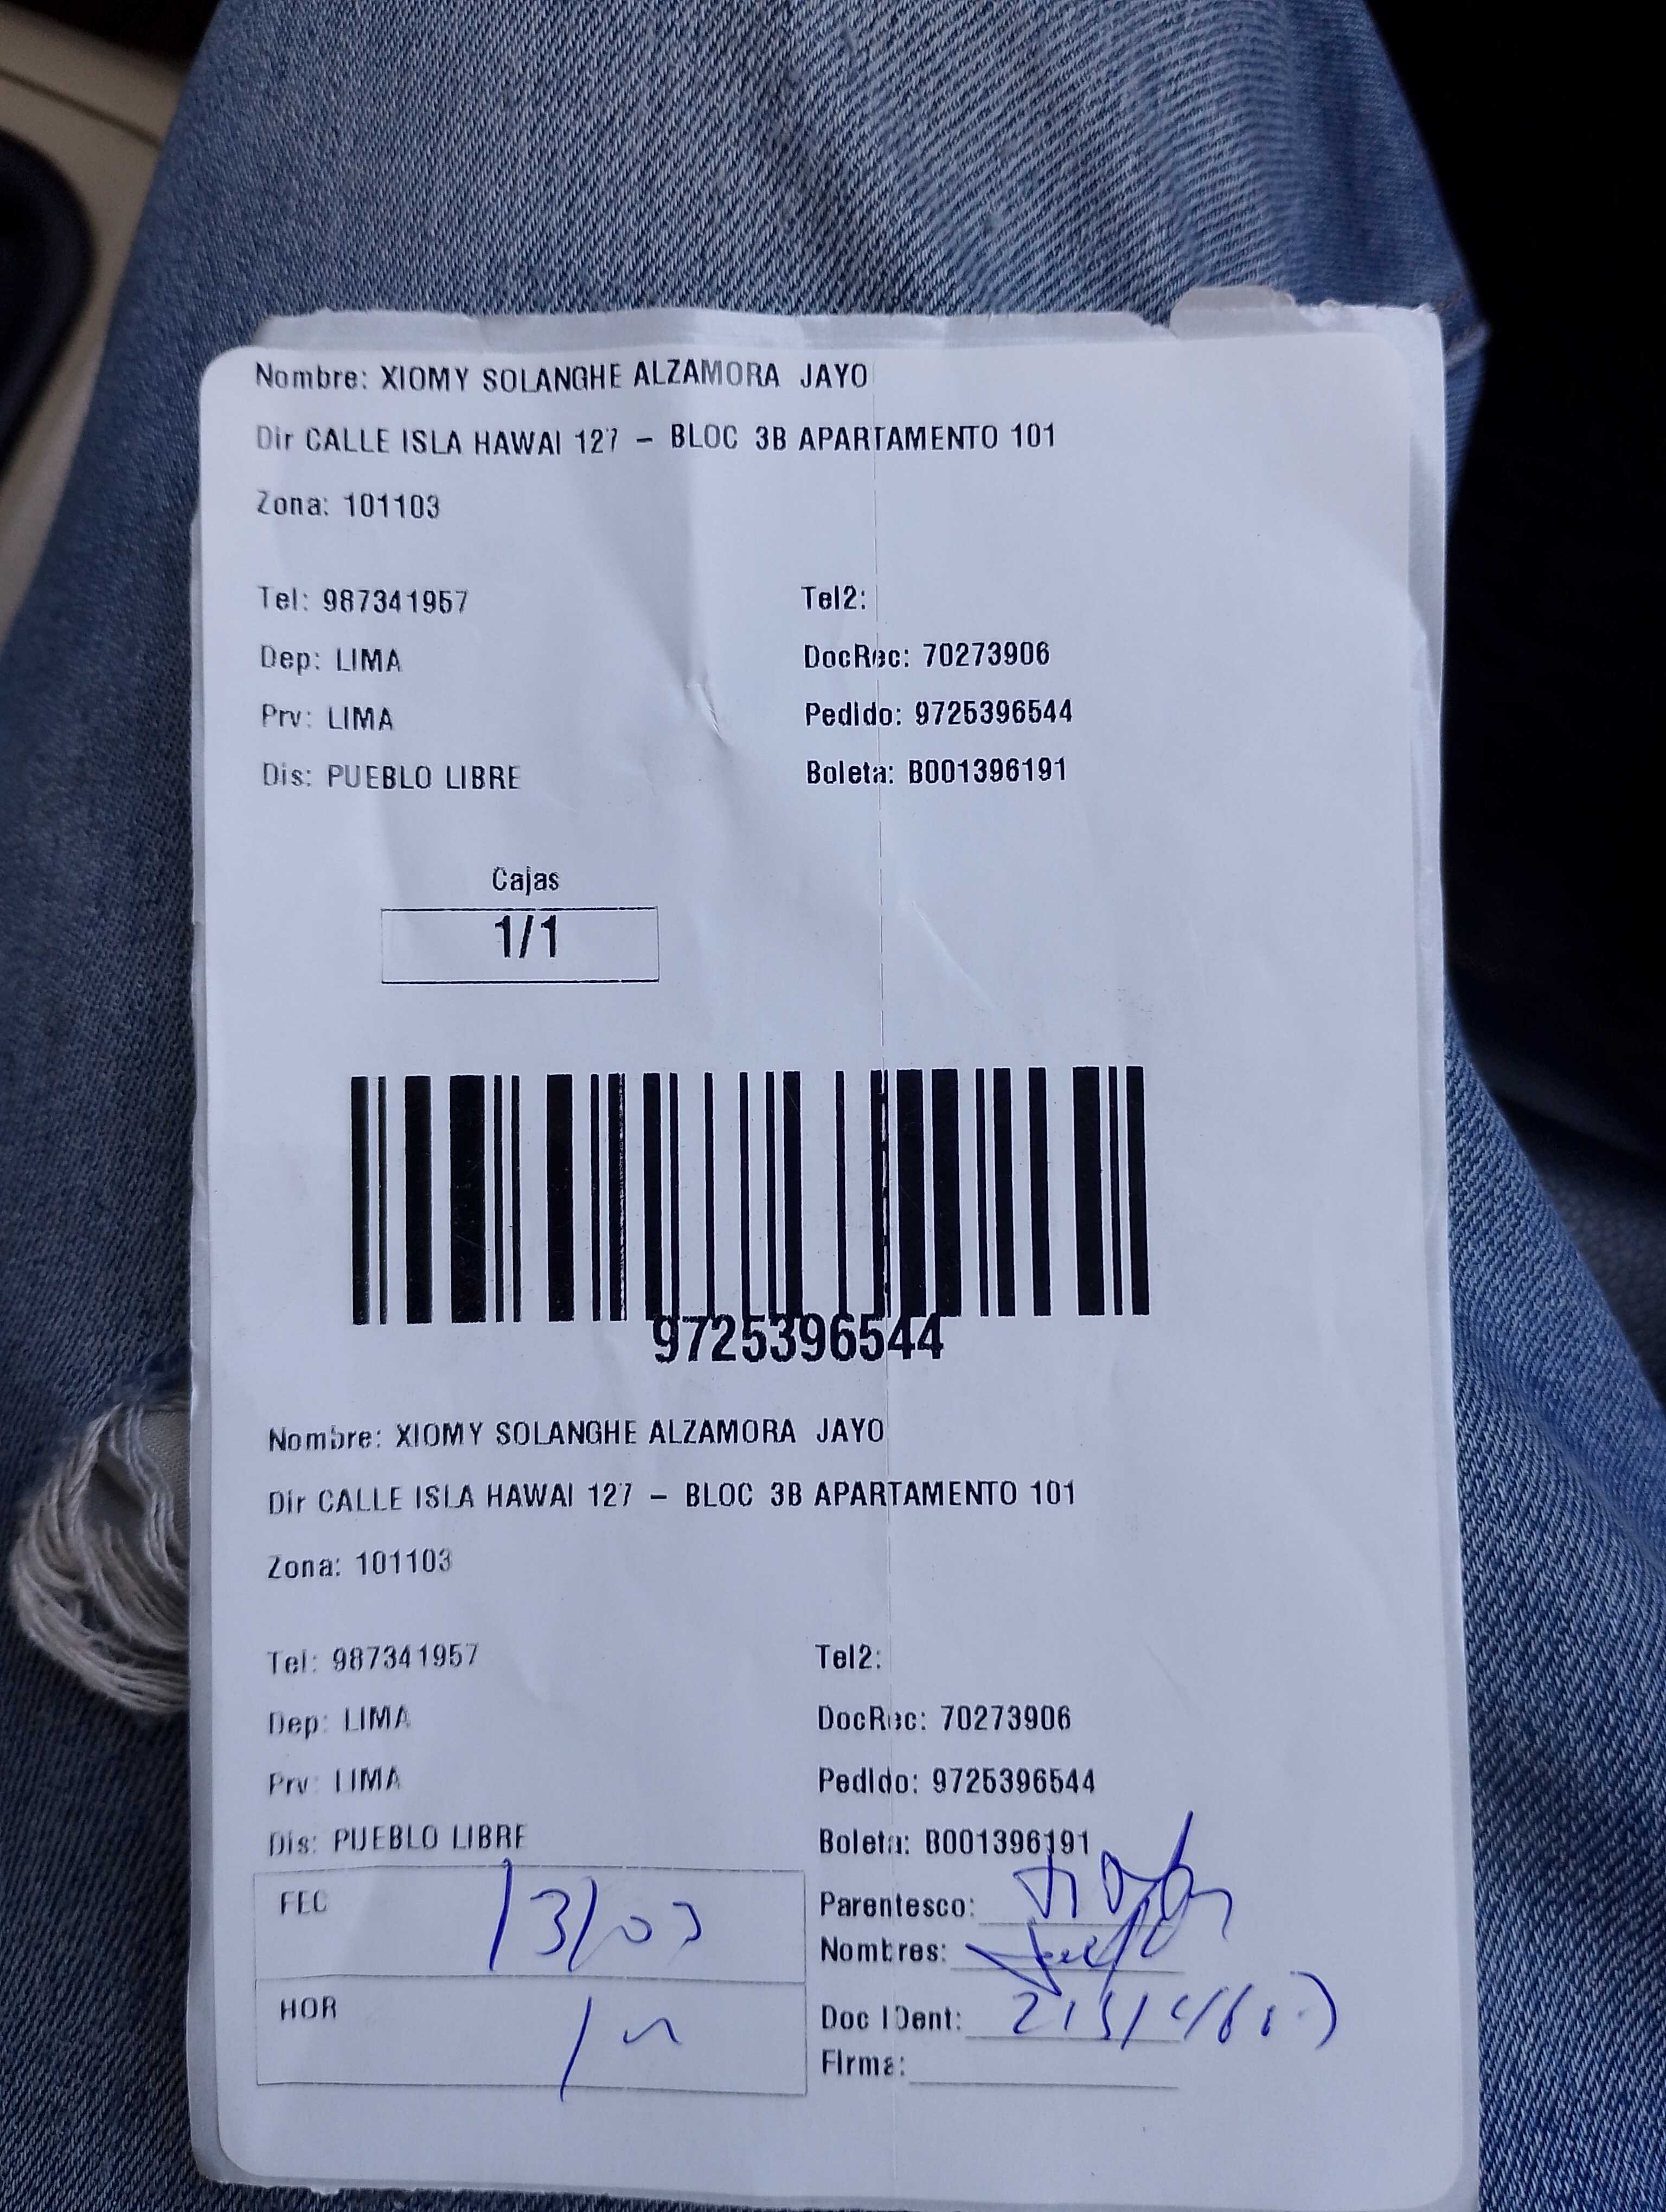 Nombre: XIOMY SOLANGHE ALZAMORA JAYO
Dir CALLE ISLA HAWAI 127 – BLOC 3B APARTAMENTO 101
Zona: 101103
Tel: 987341957 Tel2:
Dep: LIMA DocRec: 70273906
Prv: LIMA Pedido: 9725396544
Dis: PUEBLO LIBRE Boleta: B001396191
Cajas
1/1
9725396544
Nombre: XIOMY SOLANGHE ALZAMORA JAYO
Dir CALLE ISLA HAWAI 127 – BLOC 3B APARTAMENTO 101
Zona: 101103
Tel: 987341957 Tel2:
Dep: LIMA DocRec: 70273906
Prv: LIMA Pedido: 9725396544
Dis: PUEBLO LIBRE Boleta: B001396191
FEC 13/03 Parentesco:
Nombres:
HOR Doc IDent:
Firma: